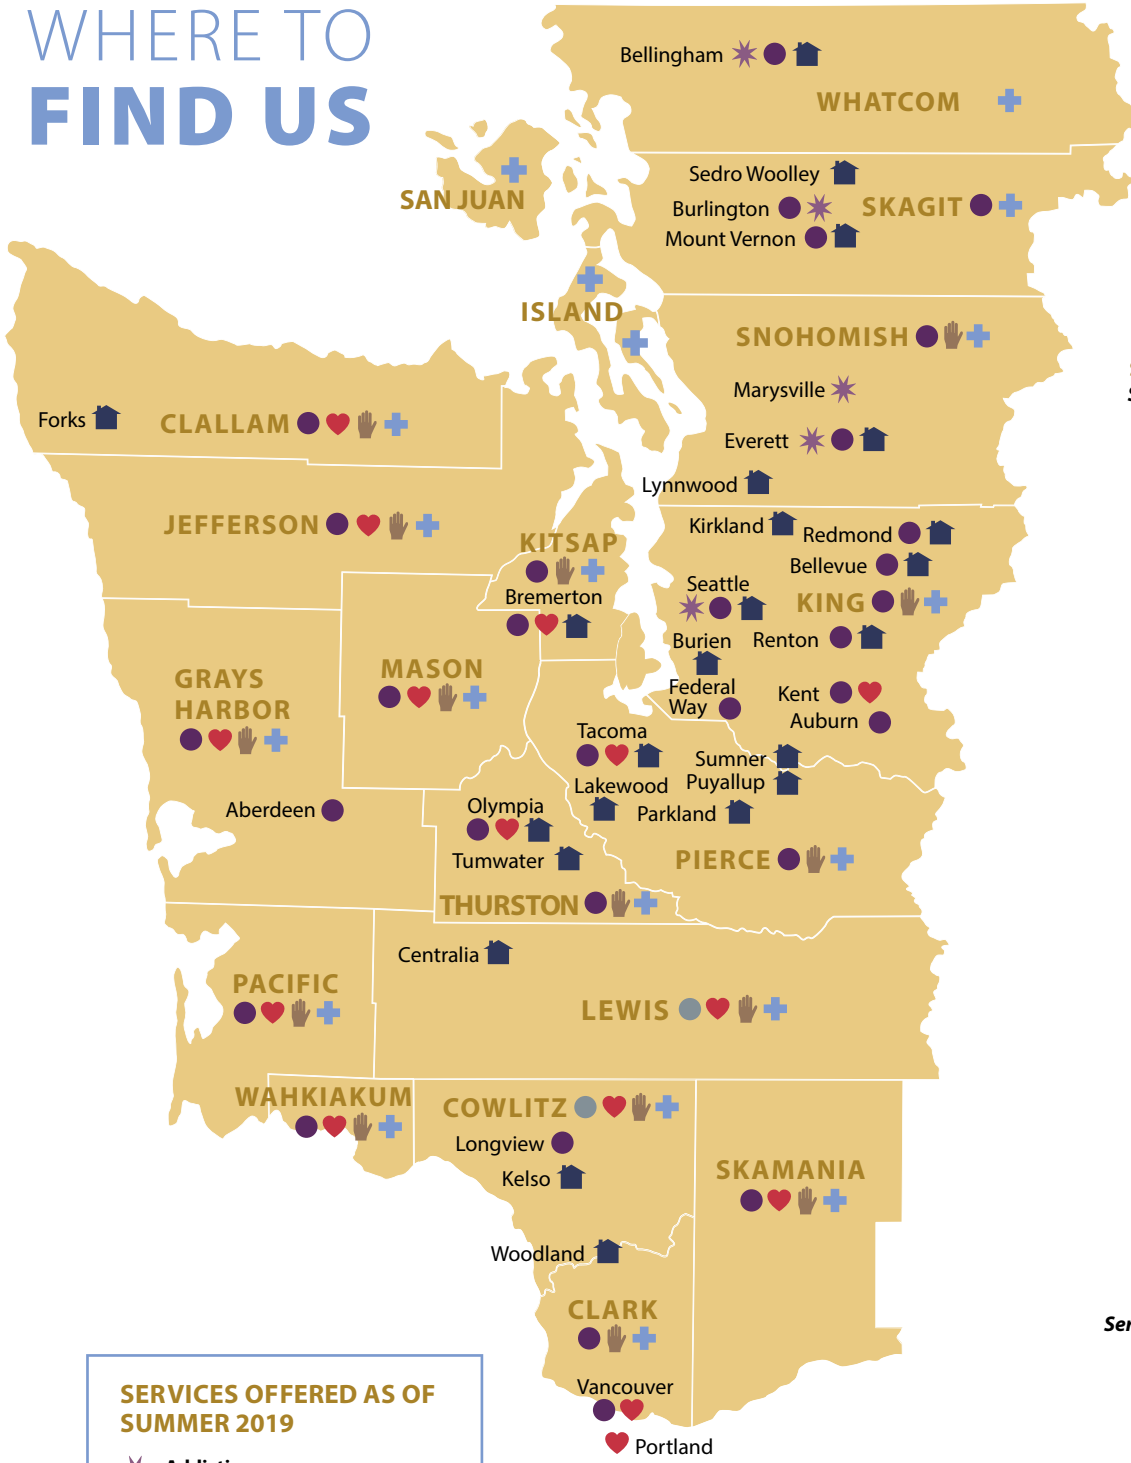 WHERE TO
FIND US
Bellingham
WHATCOM
SAN JUAN
Sedro Woolley
Burlington
SKAGIT
Mount Vernon
ISLAND
SNOHOMISH
Marysville
Everett
Lynnwood
Forks
CLALLAM
JEFFERSON
KITSAP
Bremerton
Kirkland
Redmond
Bellevue
Seattle
KING
Burien
Renton
Federal
Way
Kent
Auburn
MASON
GRAYS
HARBOR
Aberdeen
Tacoma
Sumner
Lakewood
Puyallup
Parkland
Olympia
Tumwater
PIERCE
THURSTON
Centralia
PACIFIC
LEWIS
WAHKIAKUM
COWLITZ
Longview
Kelso
SKAMANIA
Woodland
CLARK
Vancouver
Portland
Ser
SERVICES OFFERED AS OF
SUMMER 2019